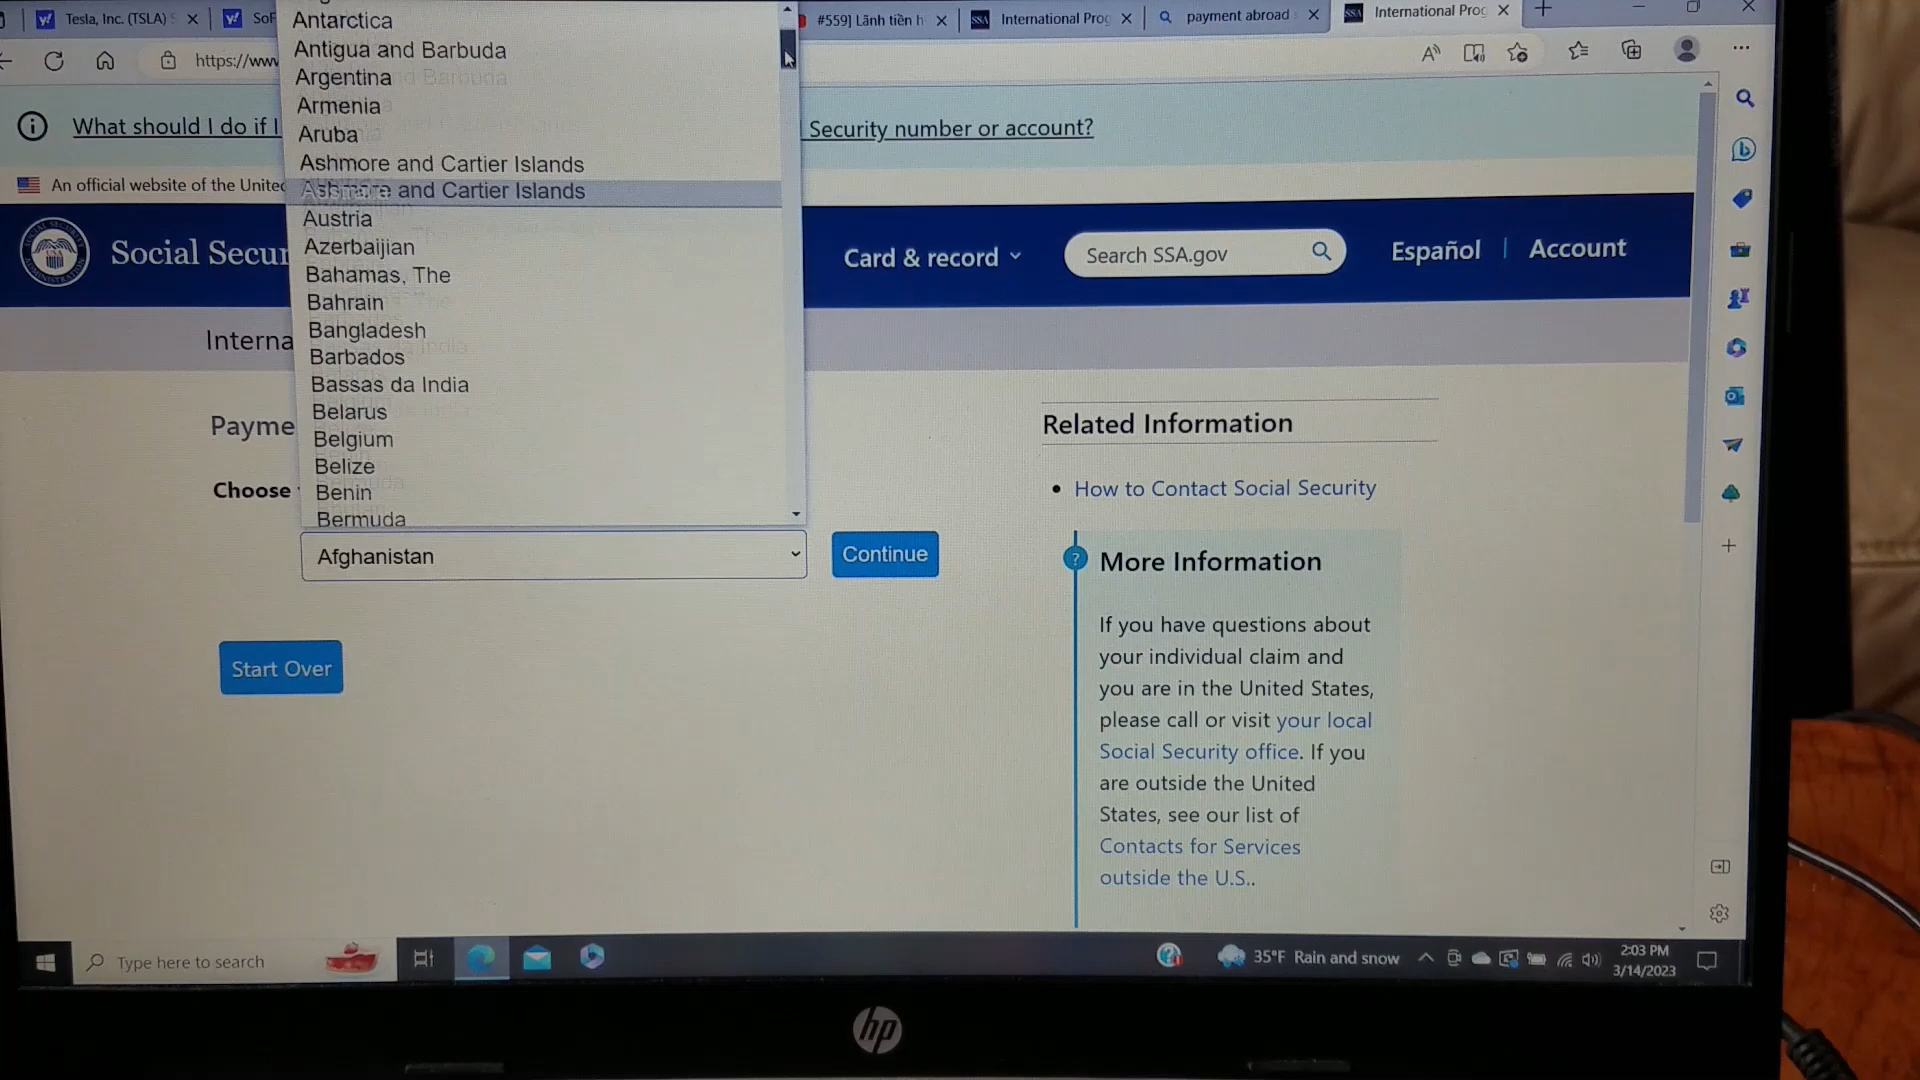 Tesla, Inc. (TSLA) S
SoF
#559] Lãnh tiền h
International Prog
payment abroad
International Prog
https://www
Antarctica
Antigua and Barbuda
Argentina
Armenia
Aruba
Ashmore and Cartier Islands
Ashmore and Cartier Islands
Austria
Azerbaijian
Bahamas, The
Bahrain
Bangladesh
Barbados
Bassas da India
Belarus
Belgium
Belize
Benin
Bermuda
What should I do if I
Security number or account?
An official website of the United
Social Secur
Card & record
Search SSA.gov
Español
Account
Interna
Payme
Choose
Afghanistan
Continue
Start Over
Related Information
How to Contact Social Security
More Information
If you have questions about
your individual claim and
you are in the United States,
please call or visit your local
Social Security office. If you
are outside the United
States, see our list of
Contacts for Services
outside the U.S..
Type here to search
35°F Rain and snow
2:03 PM
3/14/2023
hp